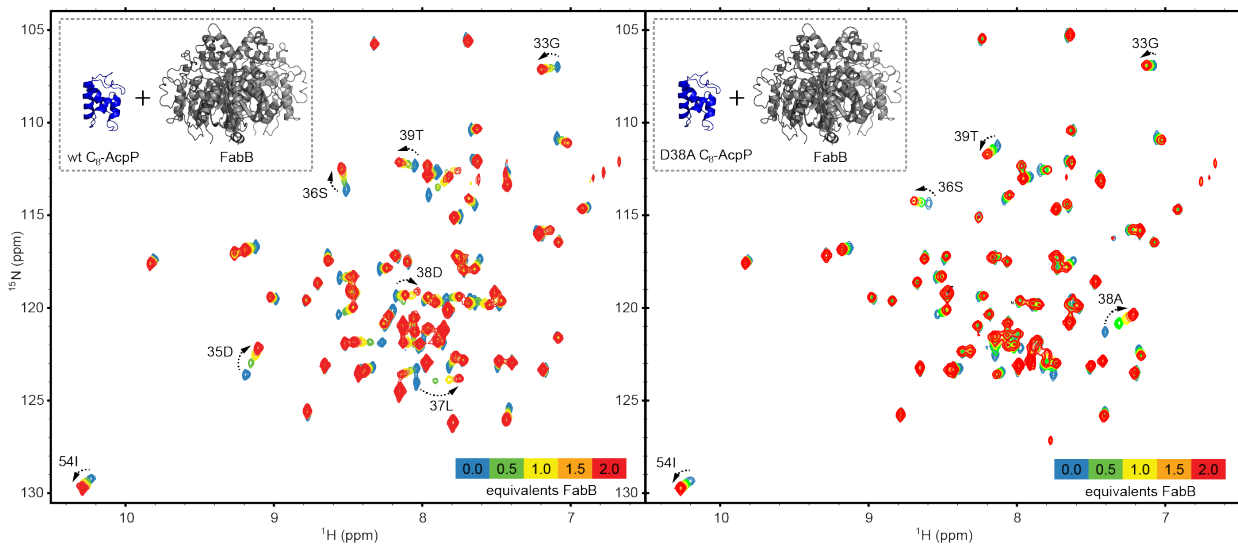 105
110
115
120
125
130
¹⁵N (ppm)
10
9
8
7
¹H (ppm)
wt C₈-AcpP
+
FabB
33G
39T
36S
38D
35D
37L
54I
0.0 0.5 1.0 1.5 2.0
equivalents FabB
D38A C₈-AcpP
+
FabB
33G
39T
36S
38A
54I
0.0 0.5 1.0 1.5 2.0
equivalents FabB
10
9
8
7
¹H (ppm)